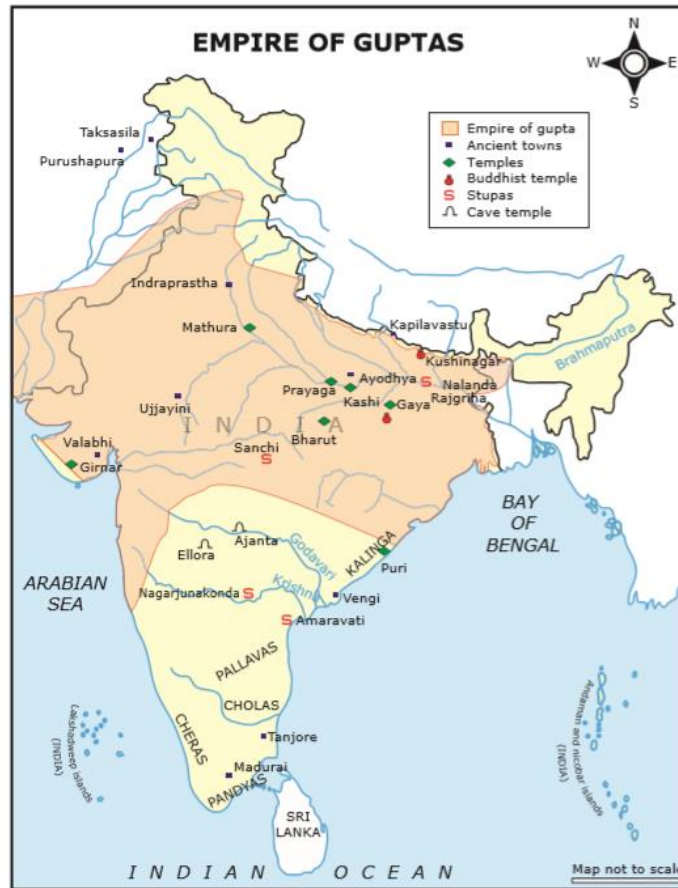 EMPIRE OF GUPTAS
N
W E
S
Empire of gupta
Ancient towns
Temples
Buddhist temple
S Stupas
Cave temple
Taksasila
Purushapura
Indraprastha
Mathura
Kapilavastu
Kushinagar
Brahmaputra
Ayodhya
Prayaga
S
Nalanda
Kashi
Gaya
Rajgriha
Ujjayini
INDIA
Bharut
Sanchi
S
Valabhi
Girnar
BAY
OF
BENGAL
Ajanta
Ellora
Godavari
KALINGA
Puri
ARABIAN
SEA
Krishna
Nagarjunakonda S
Vengi
S Amaravati
PALLAVAS
CHOLAS
CHERAS
Tanjore
Madurai
PANDYAS
Lakshadweep islands
(INDIA)
Andaman and nicobar islands
(INDIA)
SRI
LANKA
INDIAN OCEAN
Map not to scale